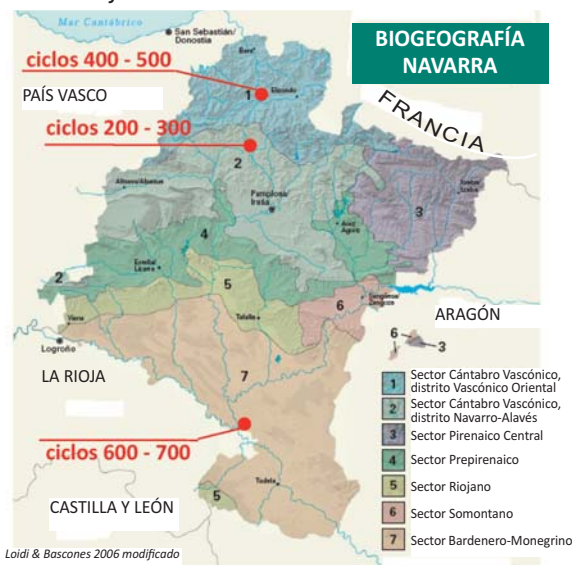 Mar Cantábrico
San Sebastián/
Donostia
BIOGEOGRAFÍA
NAVARRA
ciclos 400 - 500
Bera
Elizondo
1
PAÍS VASCO
FRANCIA
ciclos 200 - 300
2
Pamplona/
Iruña
3
4
2
5
6
ARAGÓN
Viana
Tafalla
Logroño
6
3
LA RIOJA
7
ciclos 600 - 700
Tudela
5
CASTILLA Y LEÓN
1 Sector Cántabro Vascónico,
distrito Vascónico Oriental
2 Sector Cántabro Vascónico,
distrito Navarro-Alavés
3 Sector Pirenaico Central
4 Sector Prepirenaico
5 Sector Riojano
6 Sector Somontano
7 Sector Bardenero-Monegrino
Loidi & Bascones 2006 modificado